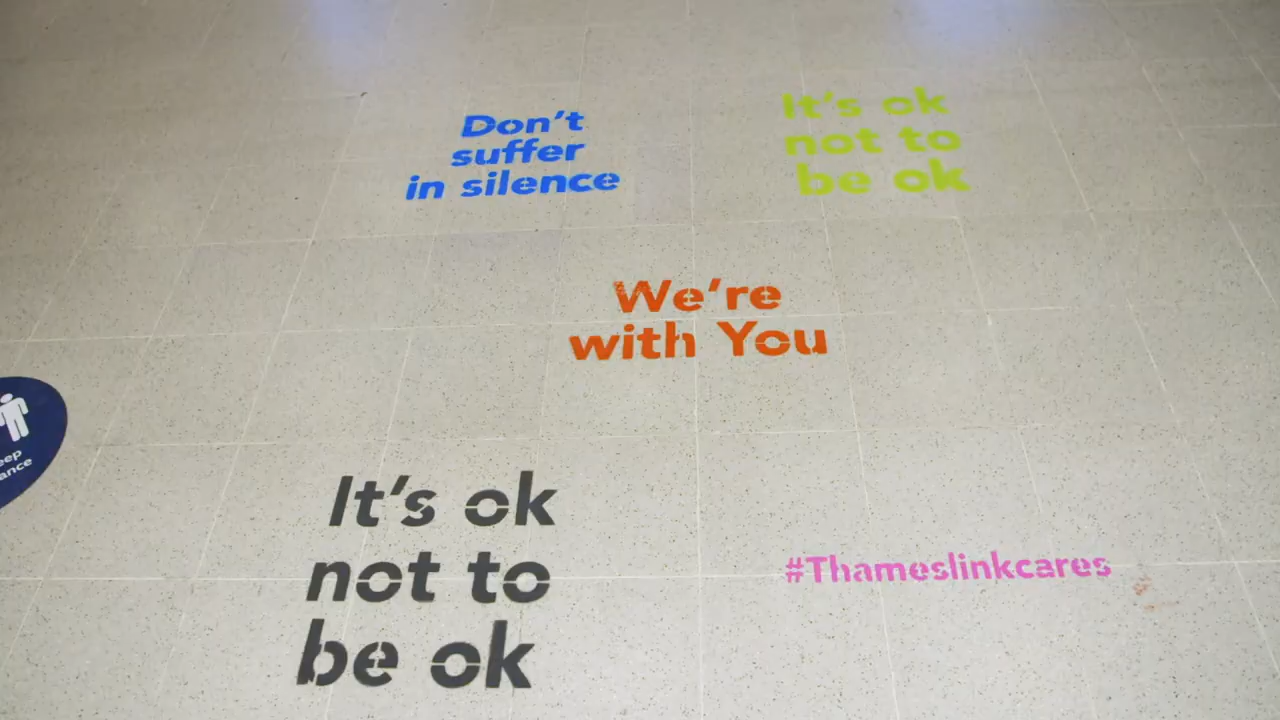 Don't
suffer
in silence
It's ok
not to
be ok
We're
with You
It's ok
not to
be ok
#Thameslinkcares